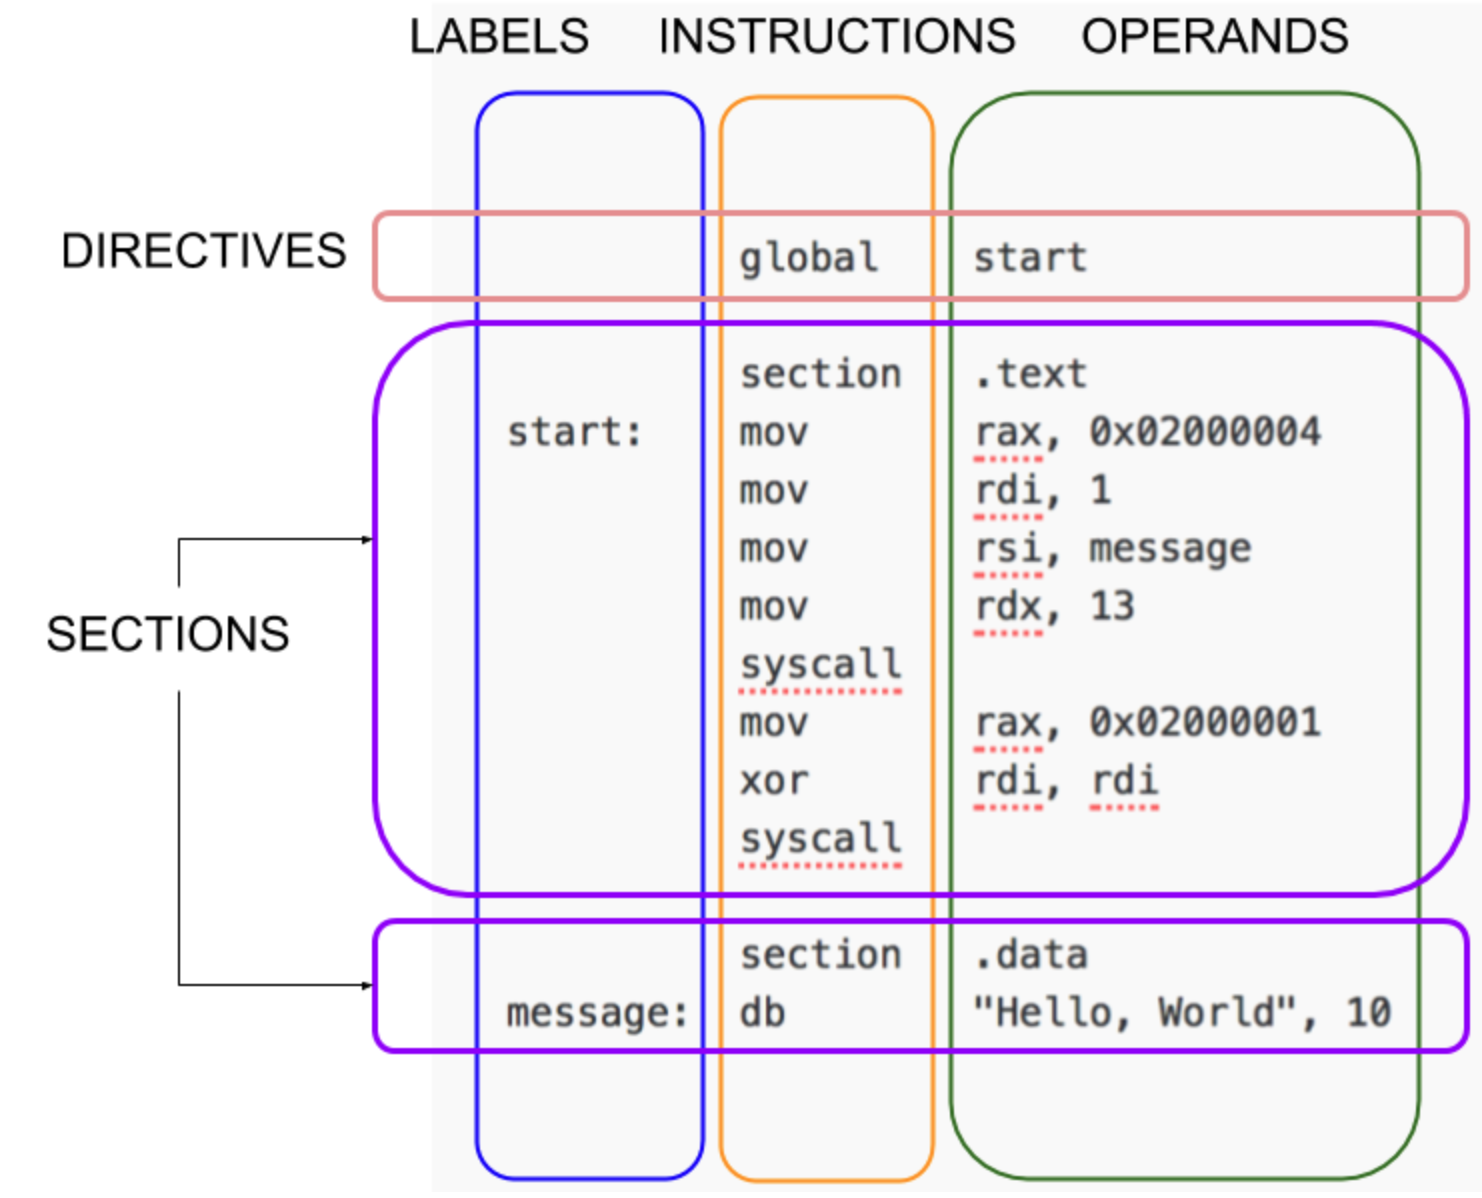 LABELS INSTRUCTIONS OPERANDS
DIRECTIVES global start
section .text
start: mov rax, 0x02000004
mov rdi, 1
mov rsi, message
mov rdx, 13
SECTIONS
syscall
mov rax, 0x02000001
xor rdi, rdi
syscall
section .data
message: db "Hello, World", 10